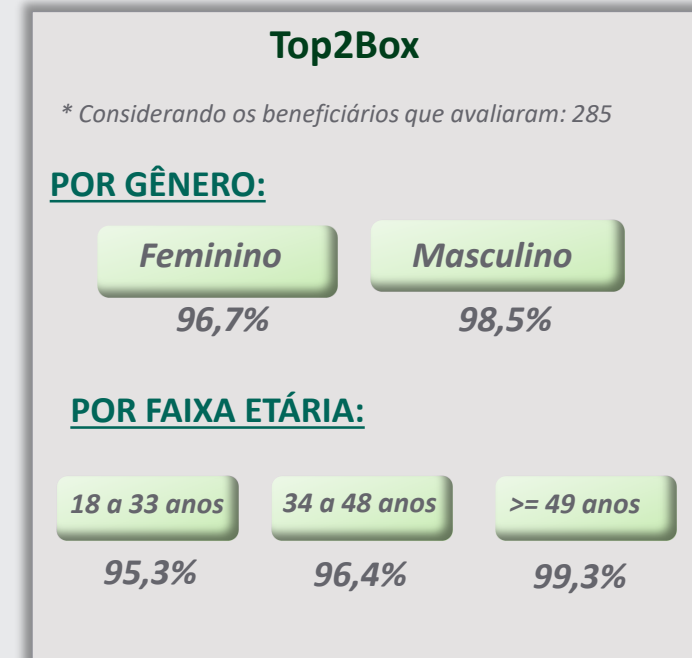 Top2Box
* Considerando os beneficiários que avaliaram: 285
POR GÊNERO:
Feminino Masculino
96,7% 98,5%
POR FAIXA ETÁRIA:
18 a 33 anos 34 a 48 anos >= 49 anos
95,3% 96,4% 99,3%